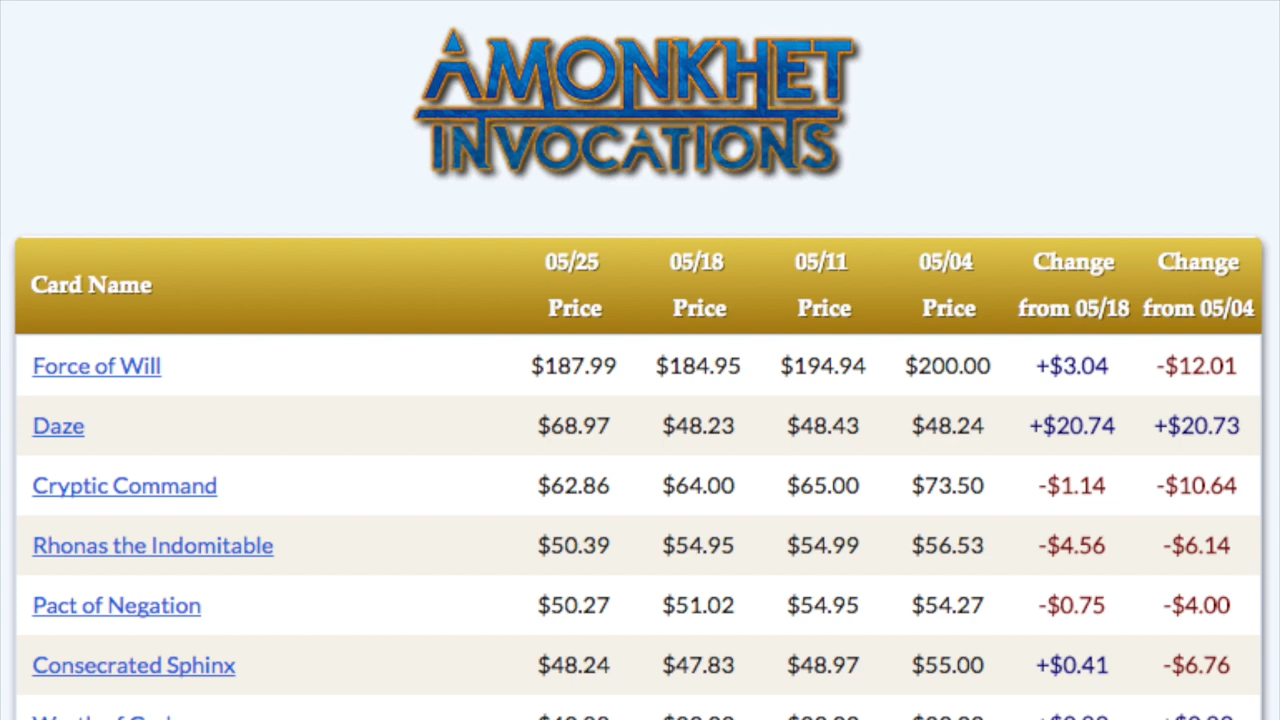 AMONKHET
INVOCATIONS
Card Name 05/25 Price 05/18 Price 05/11 Price 05/04 Price Change from 05/18 Change from 05/04
Force of Will $187.99 $184.95 $194.94 $200.00 +$3.04 -$12.01
Daze $68.97 $48.23 $48.43 $48.24 +$20.74 +$20.73
Cryptic Command $62.86 $64.00 $65.00 $73.50 -$1.14 -$10.64
Rhonas the Indomitable $50.39 $54.95 $54.99 $56.53 -$4.56 -$6.14
Pact of Negation $50.27 $51.02 $54.95 $54.27 -$0.75 -$4.00
Consecrated Sphinx $48.24 $47.83 $48.97 $55.00 +$0.41 -$6.76